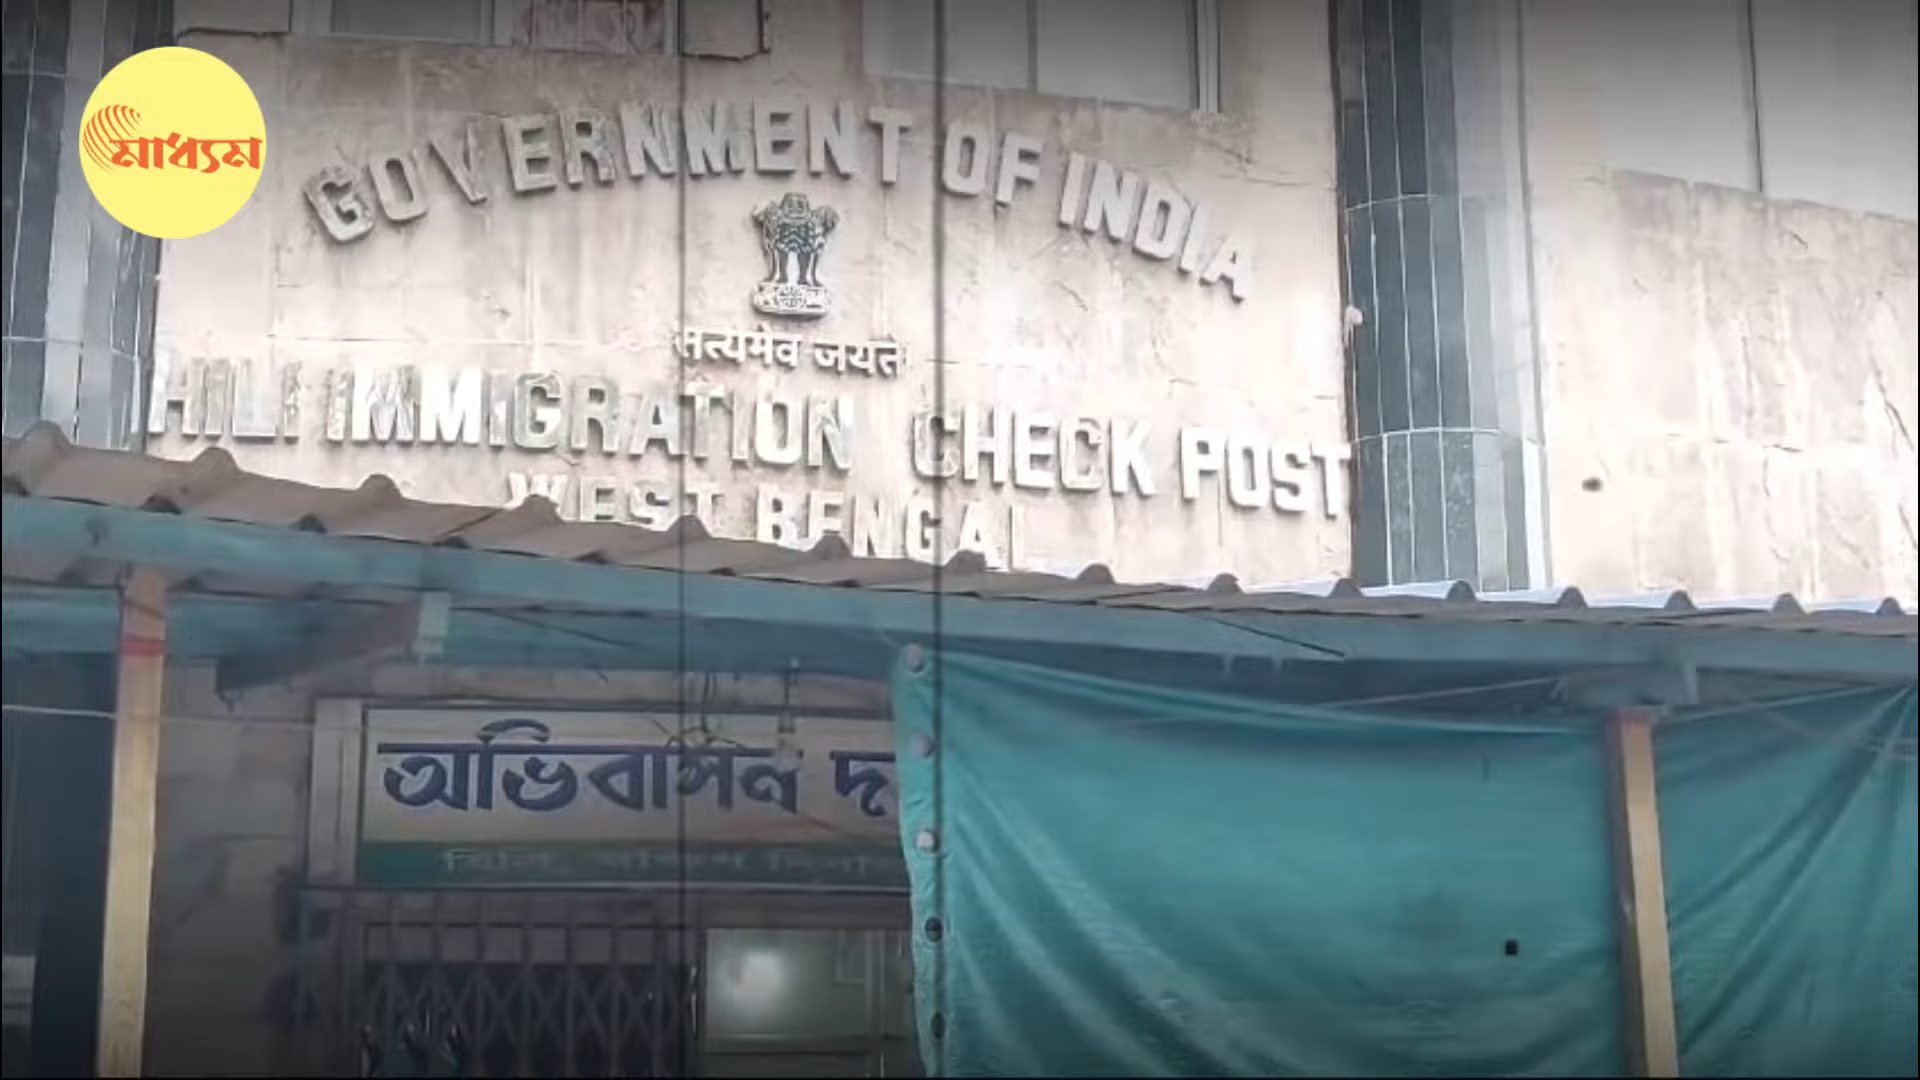 মাধ্যম
GOVERNMENT OF INDIA
सत्यमेव जयते
HILI IMMIGRATION CHECK POST
WEST BENGAL
অভিবাসন দ